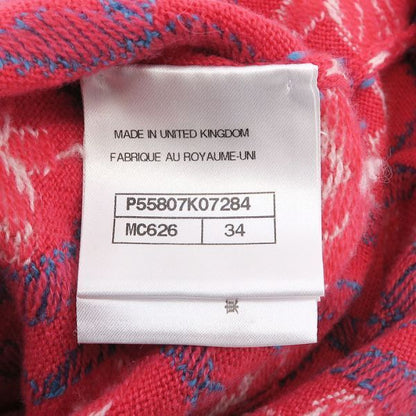 MADE IN UNITED KINGDOM
FABRIQUE AU ROYAUME-UNI
P55807K07284
MC626 34